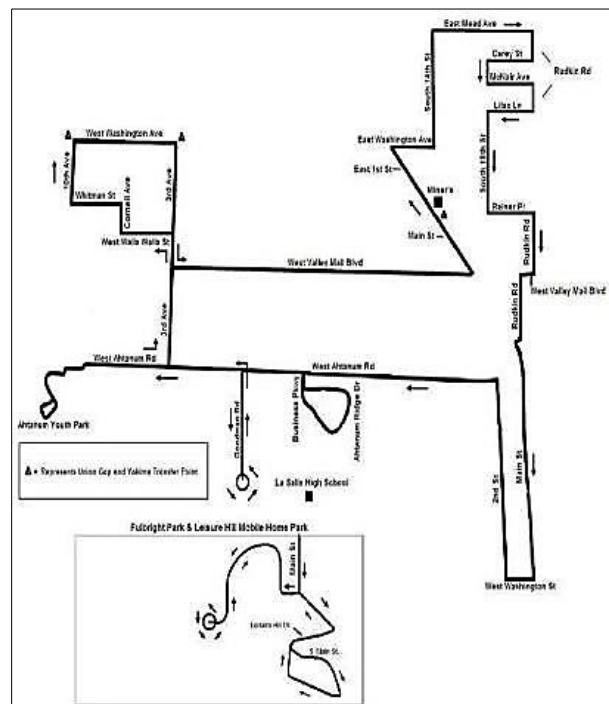 East Mead Ave
Carey St
Rudkin Rd
McNair Ave
South 14th St
Lilac Ln
West Washington Ave
East Washington Ave
South 18th St
East 1st St
10th Ave
3rd Ave
Miner's
Whitman St
Cornell Ave
Rainer Pl
Main St
Rudkin Rd
West Walla Walla St
West Valley Mall Blvd
West Valley Mall Blvd
3rd Ave
Rudkin Rd
West Ahtanum Rd
West Ahtanum Rd
Business Pkwy
Ahtanum Ridge Dr
Goodman Rd
Ahtanum Youth Park
= Represents Union Gap and Yakima Transfer Point
La Salle High School
2nd St
Main St
Fulbright Park & Leisure Hill Mobile Home Park
Main St
West Washington St
Leisure Hill Dr